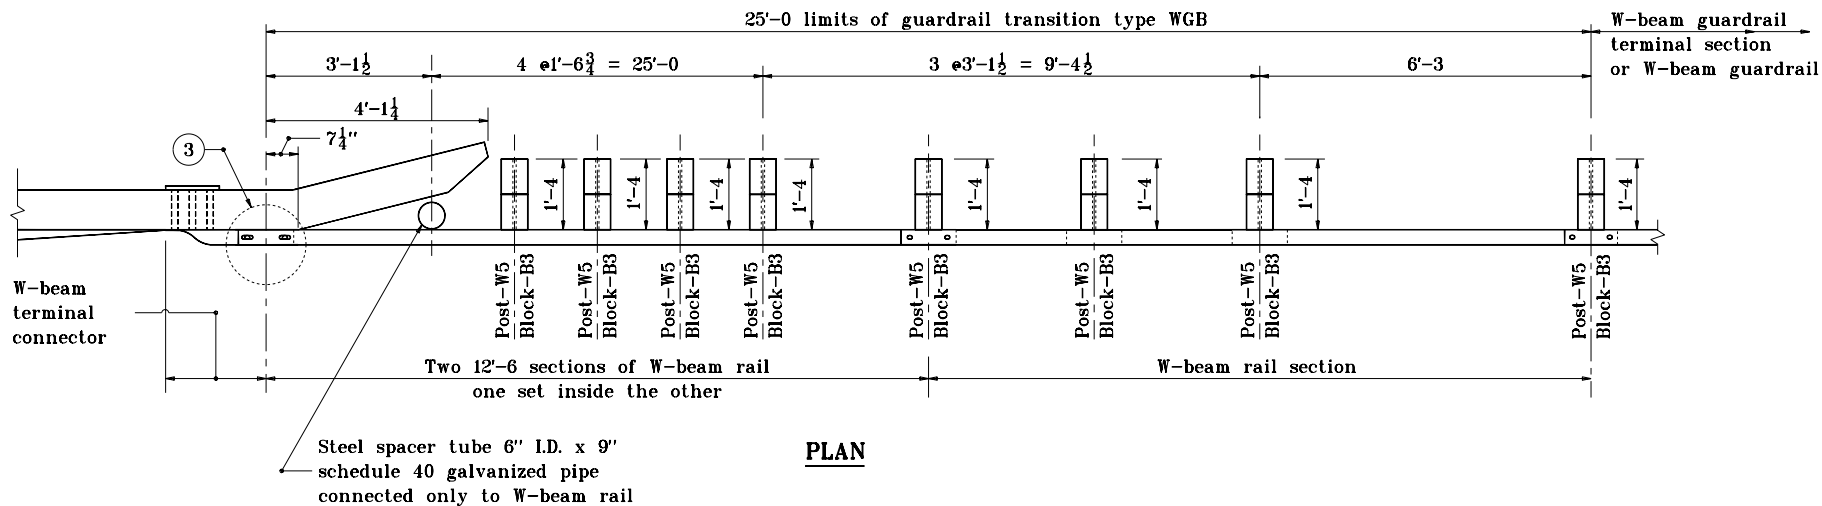 25'-0 limits of guardrail transition type WGB
W-beam guardrail
terminal section
or W-beam guardrail
3'-1½
4 @1'-6¾ = 25'-0
3 @3'-1½ = 9'-4½
6'-3
4'-1¼
7¼"
3
1'-4
1'-4
1'-4
1'-4
1'-4
1'-4
1'-4
1'-4
Post-W5
Block-B3
Post-W5
Block-B3
Post-W5
Block-B3
Post-W5
Block-B3
Post-W5
Block-B3
Post-W5
Block-B3
Post-W5
Block-B3
Post-W5
Block-B3
W-beam
terminal
connector
Two 12'-6 sections of W-beam rail
one set inside the other
W-beam rail section
Steel spacer tube 6" I.D. x 9"
schedule 40 galvanized pipe
connected only to W-beam rail
PLAN